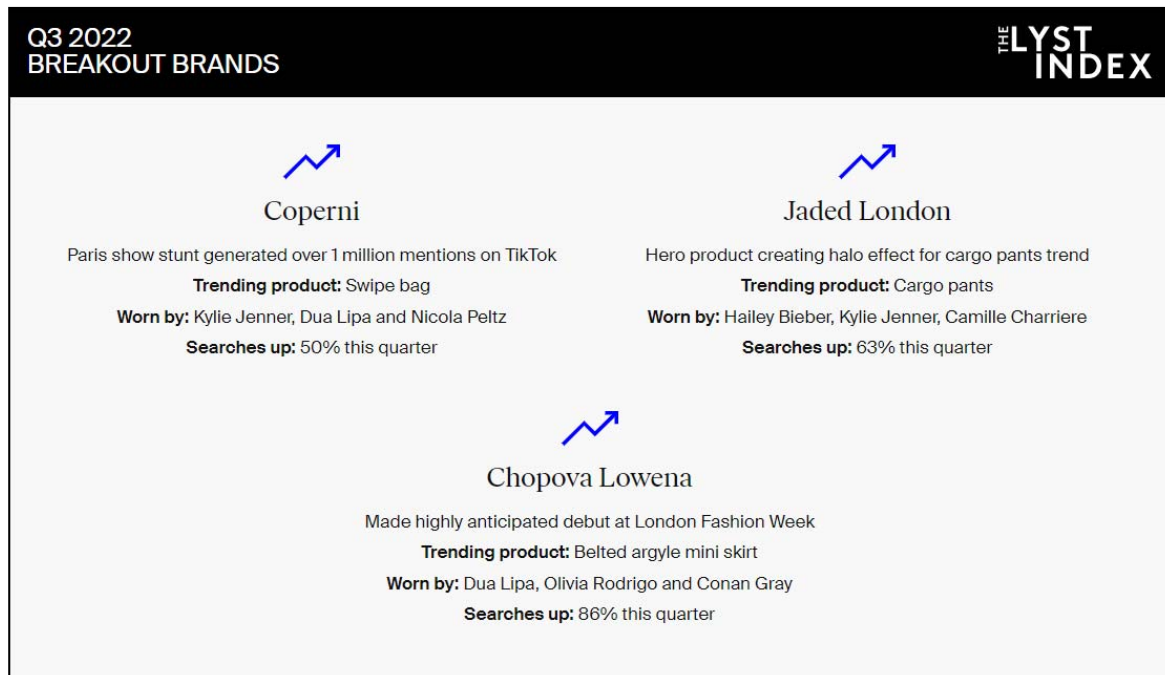 Q3 2022
BREAKOUT BRANDS
THE LYST
INDEX
Coperni
Paris show stunt generated over 1 million mentions on TikTok
Trending product: Swipe bag
Worn by: Kylie Jenner, Dua Lipa and Nicola Peltz
Searches up: 50% this quarter
Jaded London
Hero product creating halo effect for cargo pants trend
Trending product: Cargo pants
Worn by: Hailey Bieber, Kylie Jenner, Camille Charriere
Searches up: 63% this quarter
Chopova Lowena
Made highly anticipated debut at London Fashion Week
Trending product: Belted argyle mini skirt
Worn by: Dua Lipa, Olivia Rodrigo and Conan Gray
Searches up: 86% this quarter